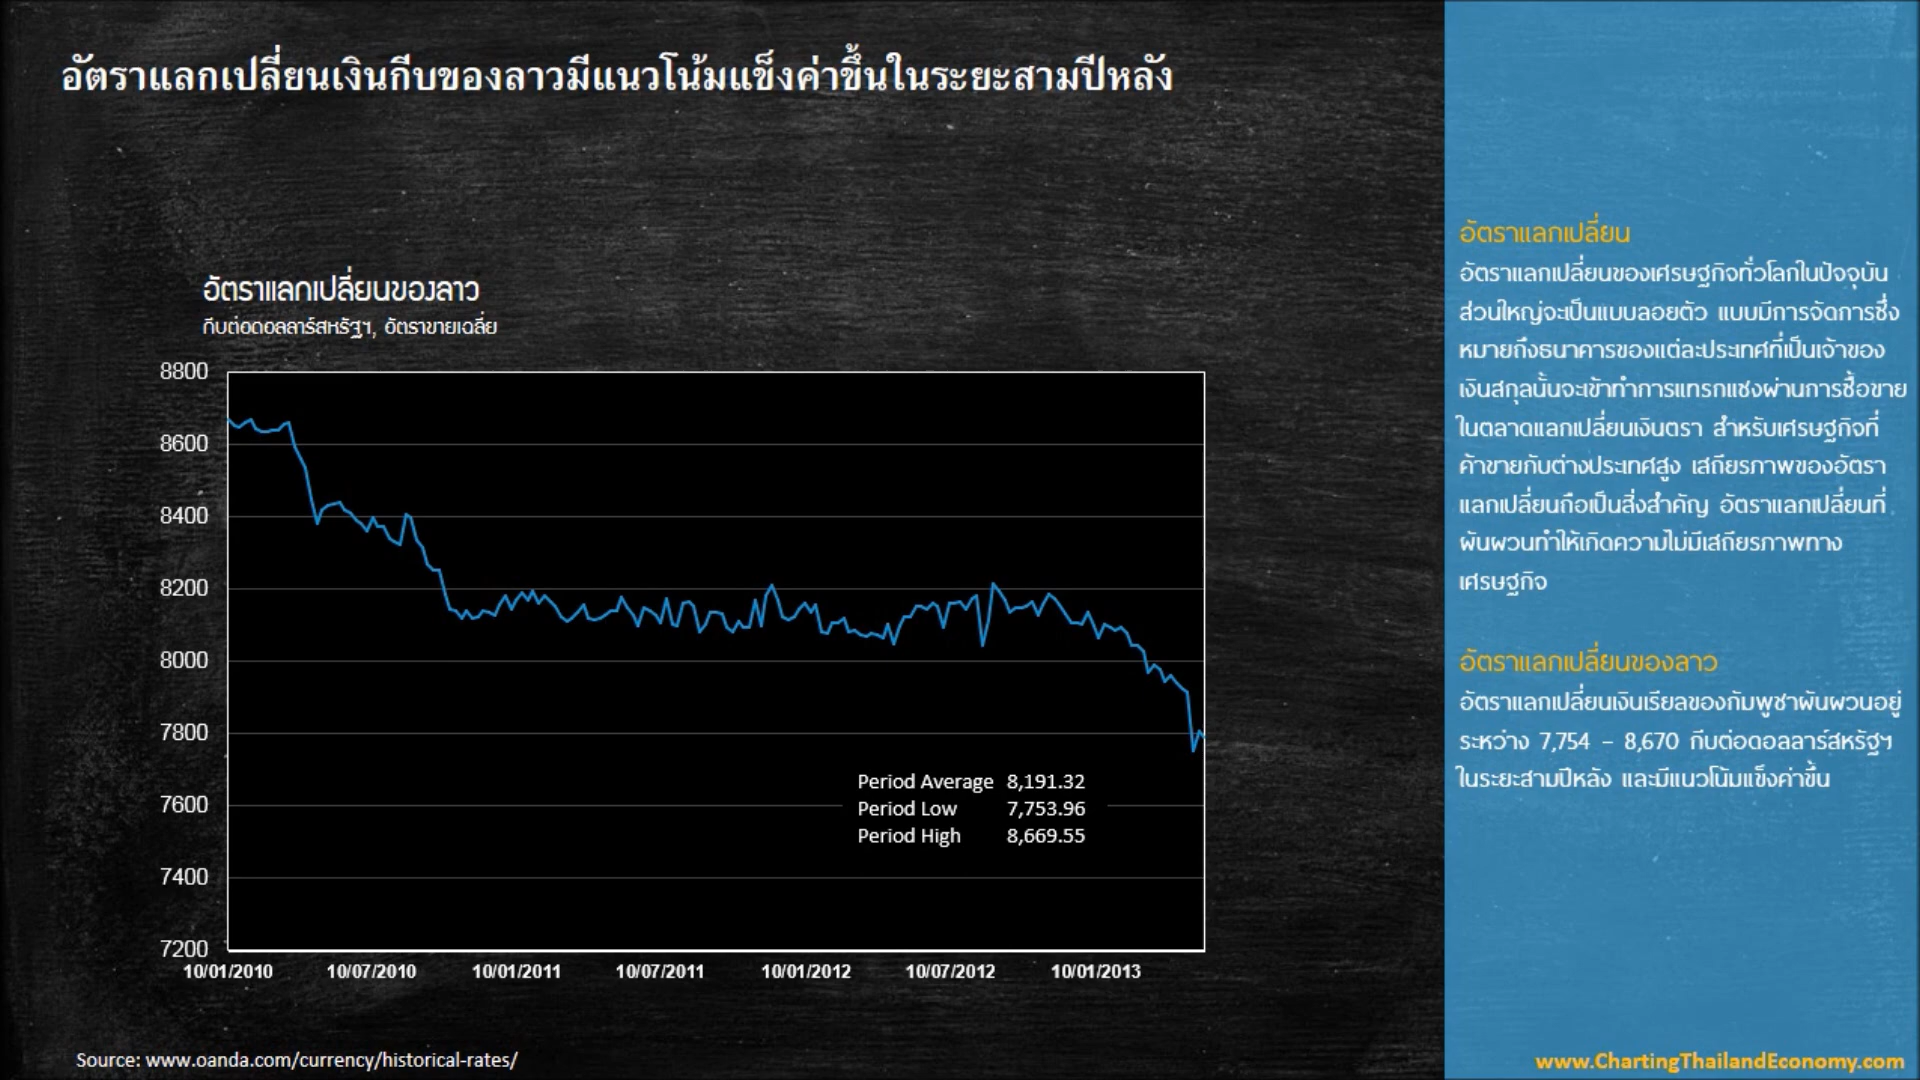 อัตราแลกเปลี่ยนเงินกีบของลาวมีแนวโน้มแข็งค่าขึ้นในระยะสามปีหลัง
อัตราแลกเปลี่ยนของลาว
กีบต่อดอลลาร์สหรัฐฯ, อัตราขายเฉลี่ย
8800
8600
8400
8200
8000
7800
7600
7400
7200
Period Average 8,191.32
Period Low 7,753.96
Period High 8,669.55
10/01/2010 10/07/2010 10/01/2011 10/07/2011 10/01/2012 10/07/2012 10/01/2013
Source: www.oanda.com/currency/historical-rates/
อัตราแลกเปลี่ยน
อัตราแลกเปลี่ยนของเศรษฐกิจทั่วโลกในปัจจุบัน
ส่วนใหญ่จะเป็นแบบลอยตัว แบบมีการจัดการซึ่ง
หมายถึงธนาคารของแต่ละประเทศที่เป็นเจ้าของ
เงินสกุลนั้นจะเข้าทำการแทรกแซงผ่านการซื้อขาย
ในตลาดแลกเปลี่ยนเงินตรา สำหรับเศรษฐกิจที่
ค้าขายกับต่างประเทศสูง เสถียรภาพของอัตรา
แลกเปลี่ยนถือเป็นสิ่งสำคัญ อัตราแลกเปลี่ยนที่
ผันผวนทำให้เกิดความไม่มีเสถียรภาพทาง
เศรษฐกิจ
อัตราแลกเปลี่ยนของลาว
อัตราแลกเปลี่ยนเงินเรียลของกัมพูชาผันผวนอยู่
ระหว่าง 7,754 – 8,670 กีบต่อดอลลาร์สหรัฐฯ
ในระยะสามปีหลัง และมีแนวโน้มแข็งค่าขึ้น
www.ChartingThailandEconomy.com